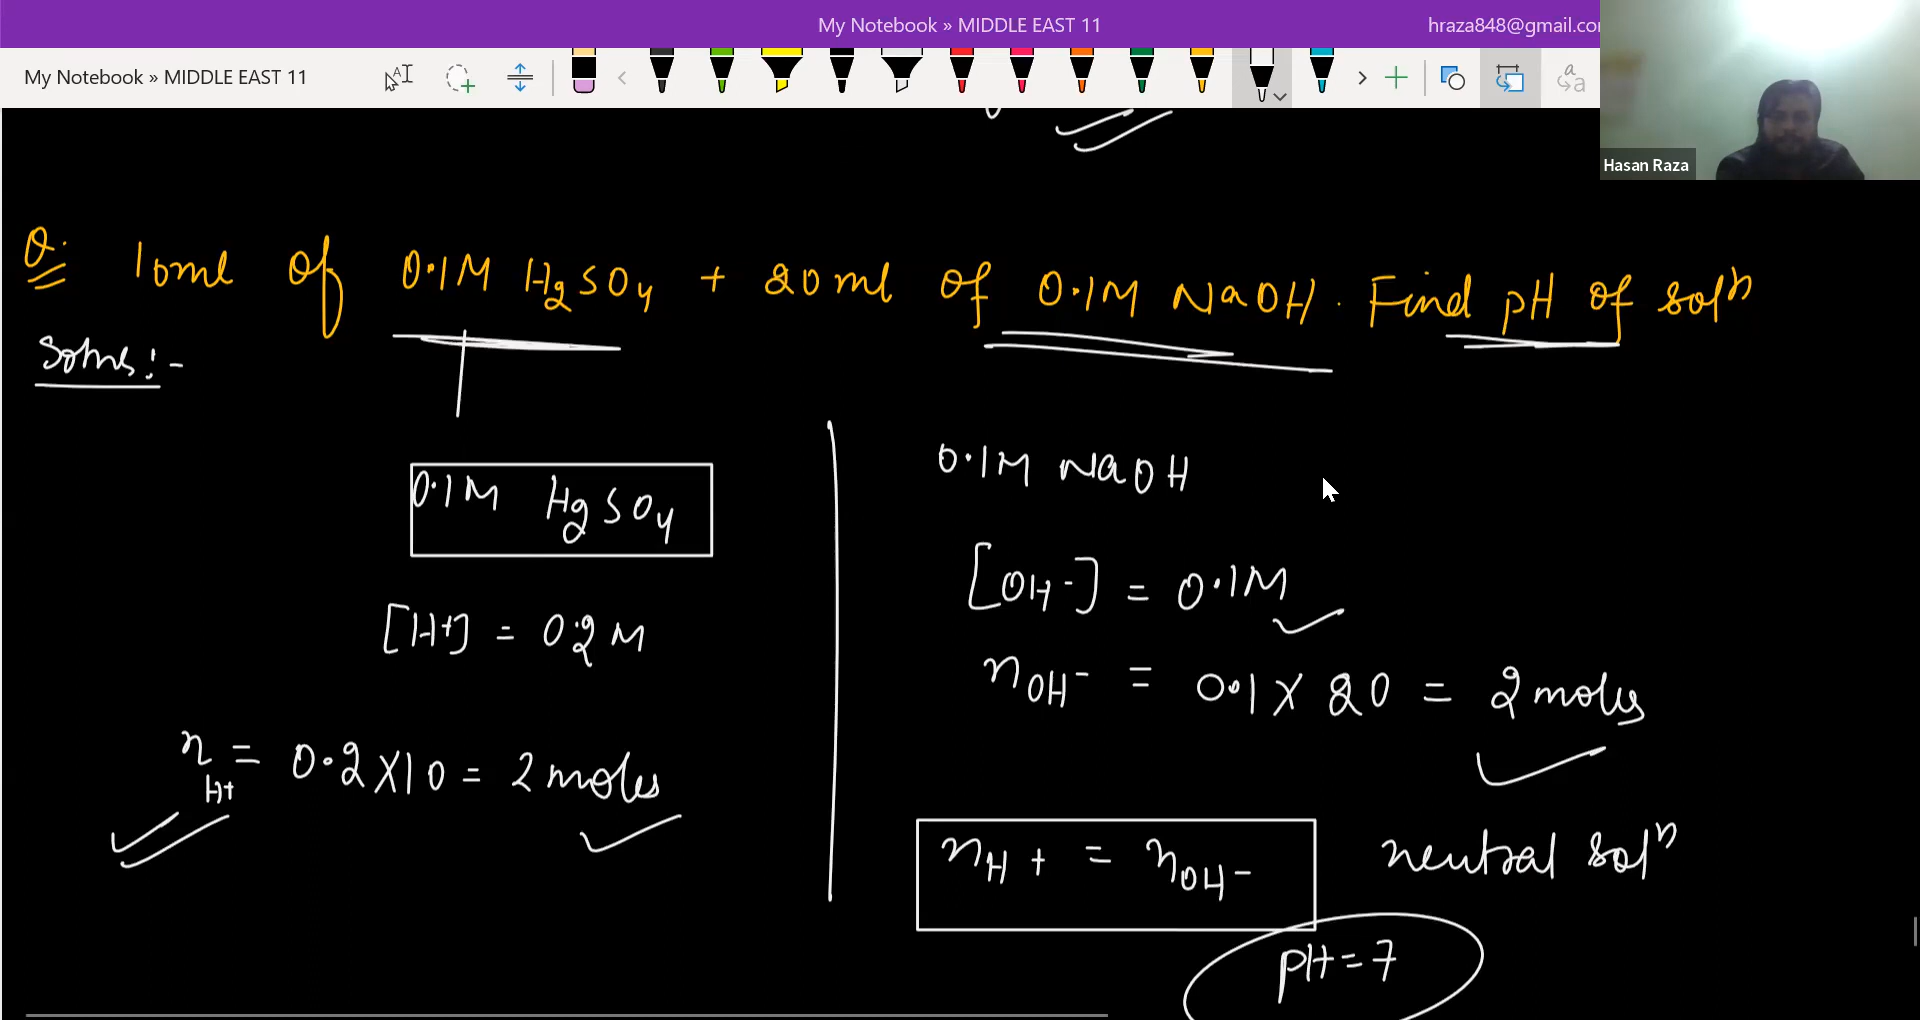 My Notebook » MIDDLE EAST 11
hraza848@gmail.co
My Notebook » MIDDLE EAST 11
Hasan Raza
Q: 10ml of 0.1M H₂SO₄ + 20ml of 0.1M NaOH. Find pH of solⁿ
Solns:-
0.1M H₂SO₄
[H+] = 0.2M
nH+ = 0.2X10 = 2 moles
0.1M NaOH
[OH-] = 0.1M
nOH- = 0.1 X 20 = 2 moles
nH+ = nOH-
neutral solⁿ
pH=7